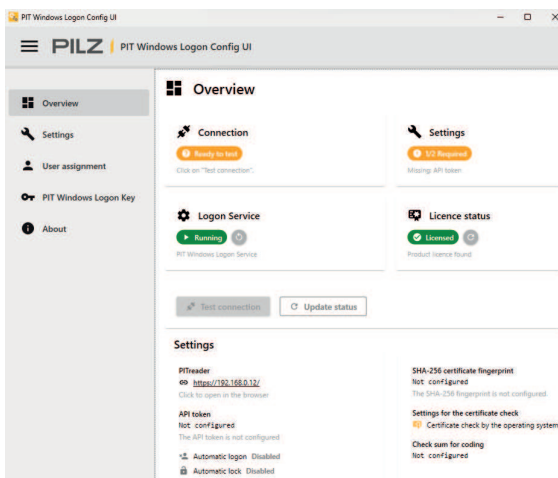 PIT Windows Logon Config UI
PILZ PIT Windows Logon Config UI
Overview
Settings
User assignment
PIT Windows Logon Key
About
Overview
Connection
Ready to test
Click on "Test connection".
Settings
1/2 Required
Missing: API token
Logon Service
Running
PIT Windows Logon Service
Licence status
Licensed
Product licence found
Test connection
Update status
Settings
PITreader
https://192.168.0.12/
Click to open in the browser
API token
Not configured
The API token is not configured
Automatic logon Disabled
Automatic lock Disabled
SHA-256 certificate fingerprint
Not configured
The SHA-256 fingerprint is not configured
Settings for the certificate check
Certificate check by the operating system
Check sum for coding
Not configured